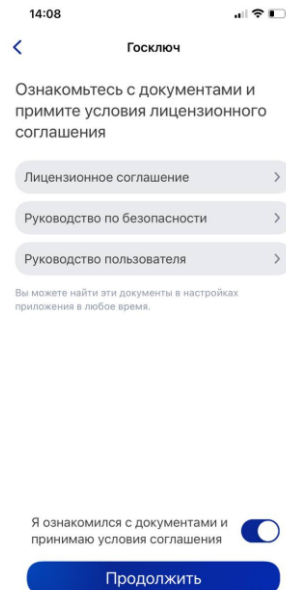 14:08
Госключ
Ознакомьтесь с документами и
примите условия лицензионного
соглашения
Лицензионное соглашение
Руководство по безопасности
Руководство пользователя
Вы можете найти эти документы в настройках
приложения в любое время.
Я ознакомился с документами и
принимаю условия соглашения
Продолжить